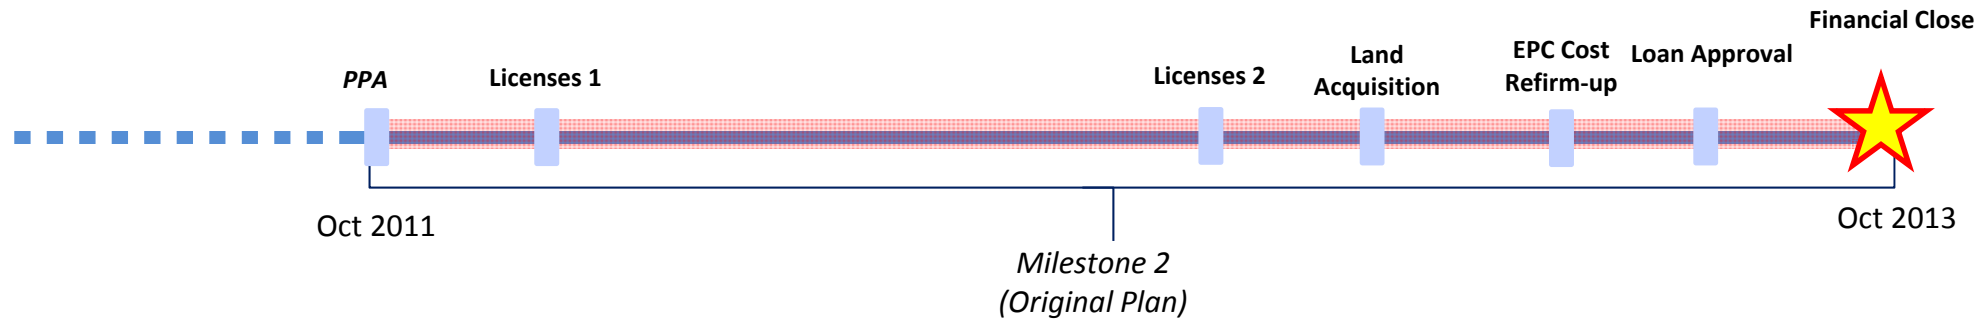 Financial Close
PPA
Licenses 1
Licenses 2
Land
Acquisition
EPC Cost
Refirm-up
Loan Approval
Oct 2011
Oct 2013
Milestone 2
(Original Plan)